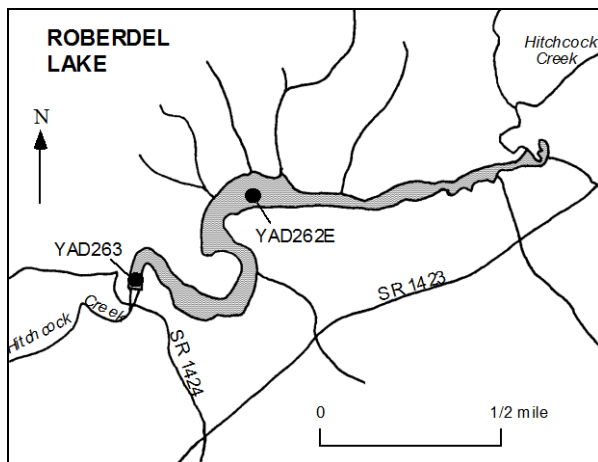 ROBERDEL
LAKE
Hitchcock
Creek
N
YAD262E
YAD263
SR 1423
Hitchcock Creek
SR 1424
0 1/2 mile